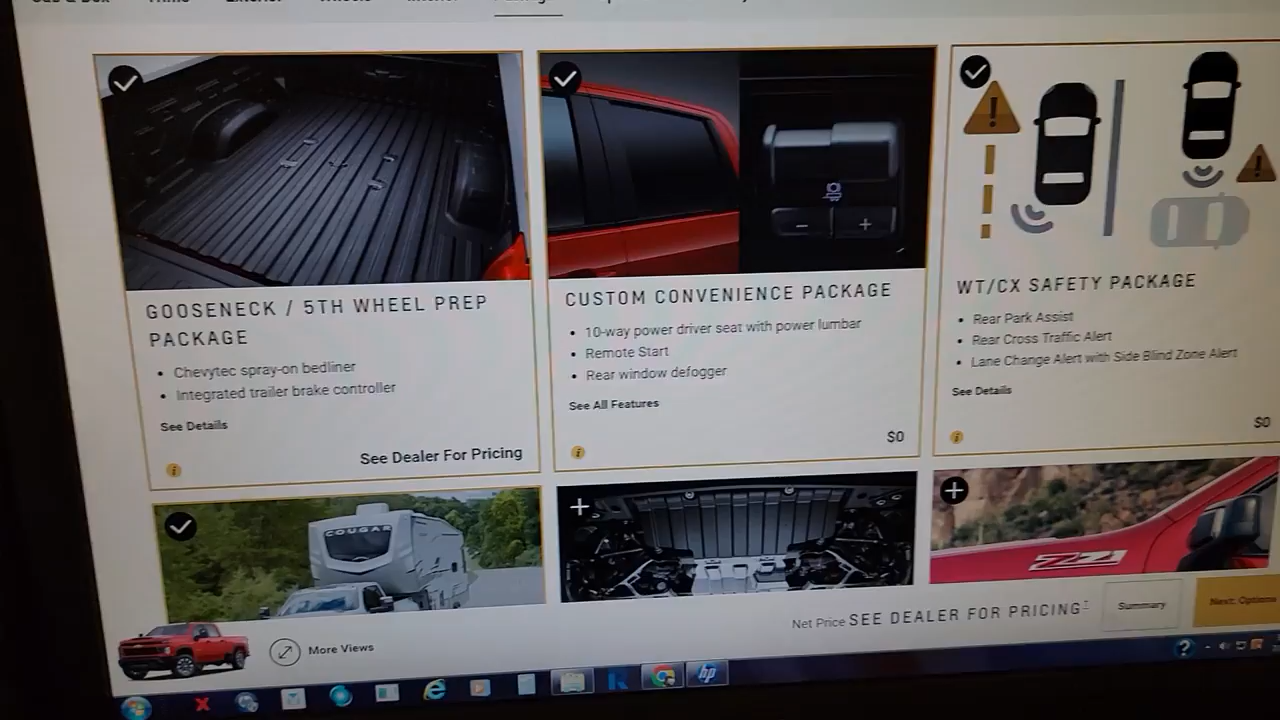 GOOSENECK / 5TH WHEEL PREP
PACKAGE
• Chevytec spray-on bedliner
• Integrated trailer brake controller
See Details
See Dealer For Pricing
CUSTOM CONVENIENCE PACKAGE
• 10-way power driver seat with power lumbar
• Remote Start
• Rear window defogger
See All Features
$0
WT/CX SAFETY PACKAGE
• Rear Park Assist
• Rear Cross Traffic Alert
• Lane Change Alert with Side Blind Zone Alert
See Details
$0
COUGAR
Z71
More Views
Net Price SEE DEALER FOR PRICING
Summary
Next: Options
hp